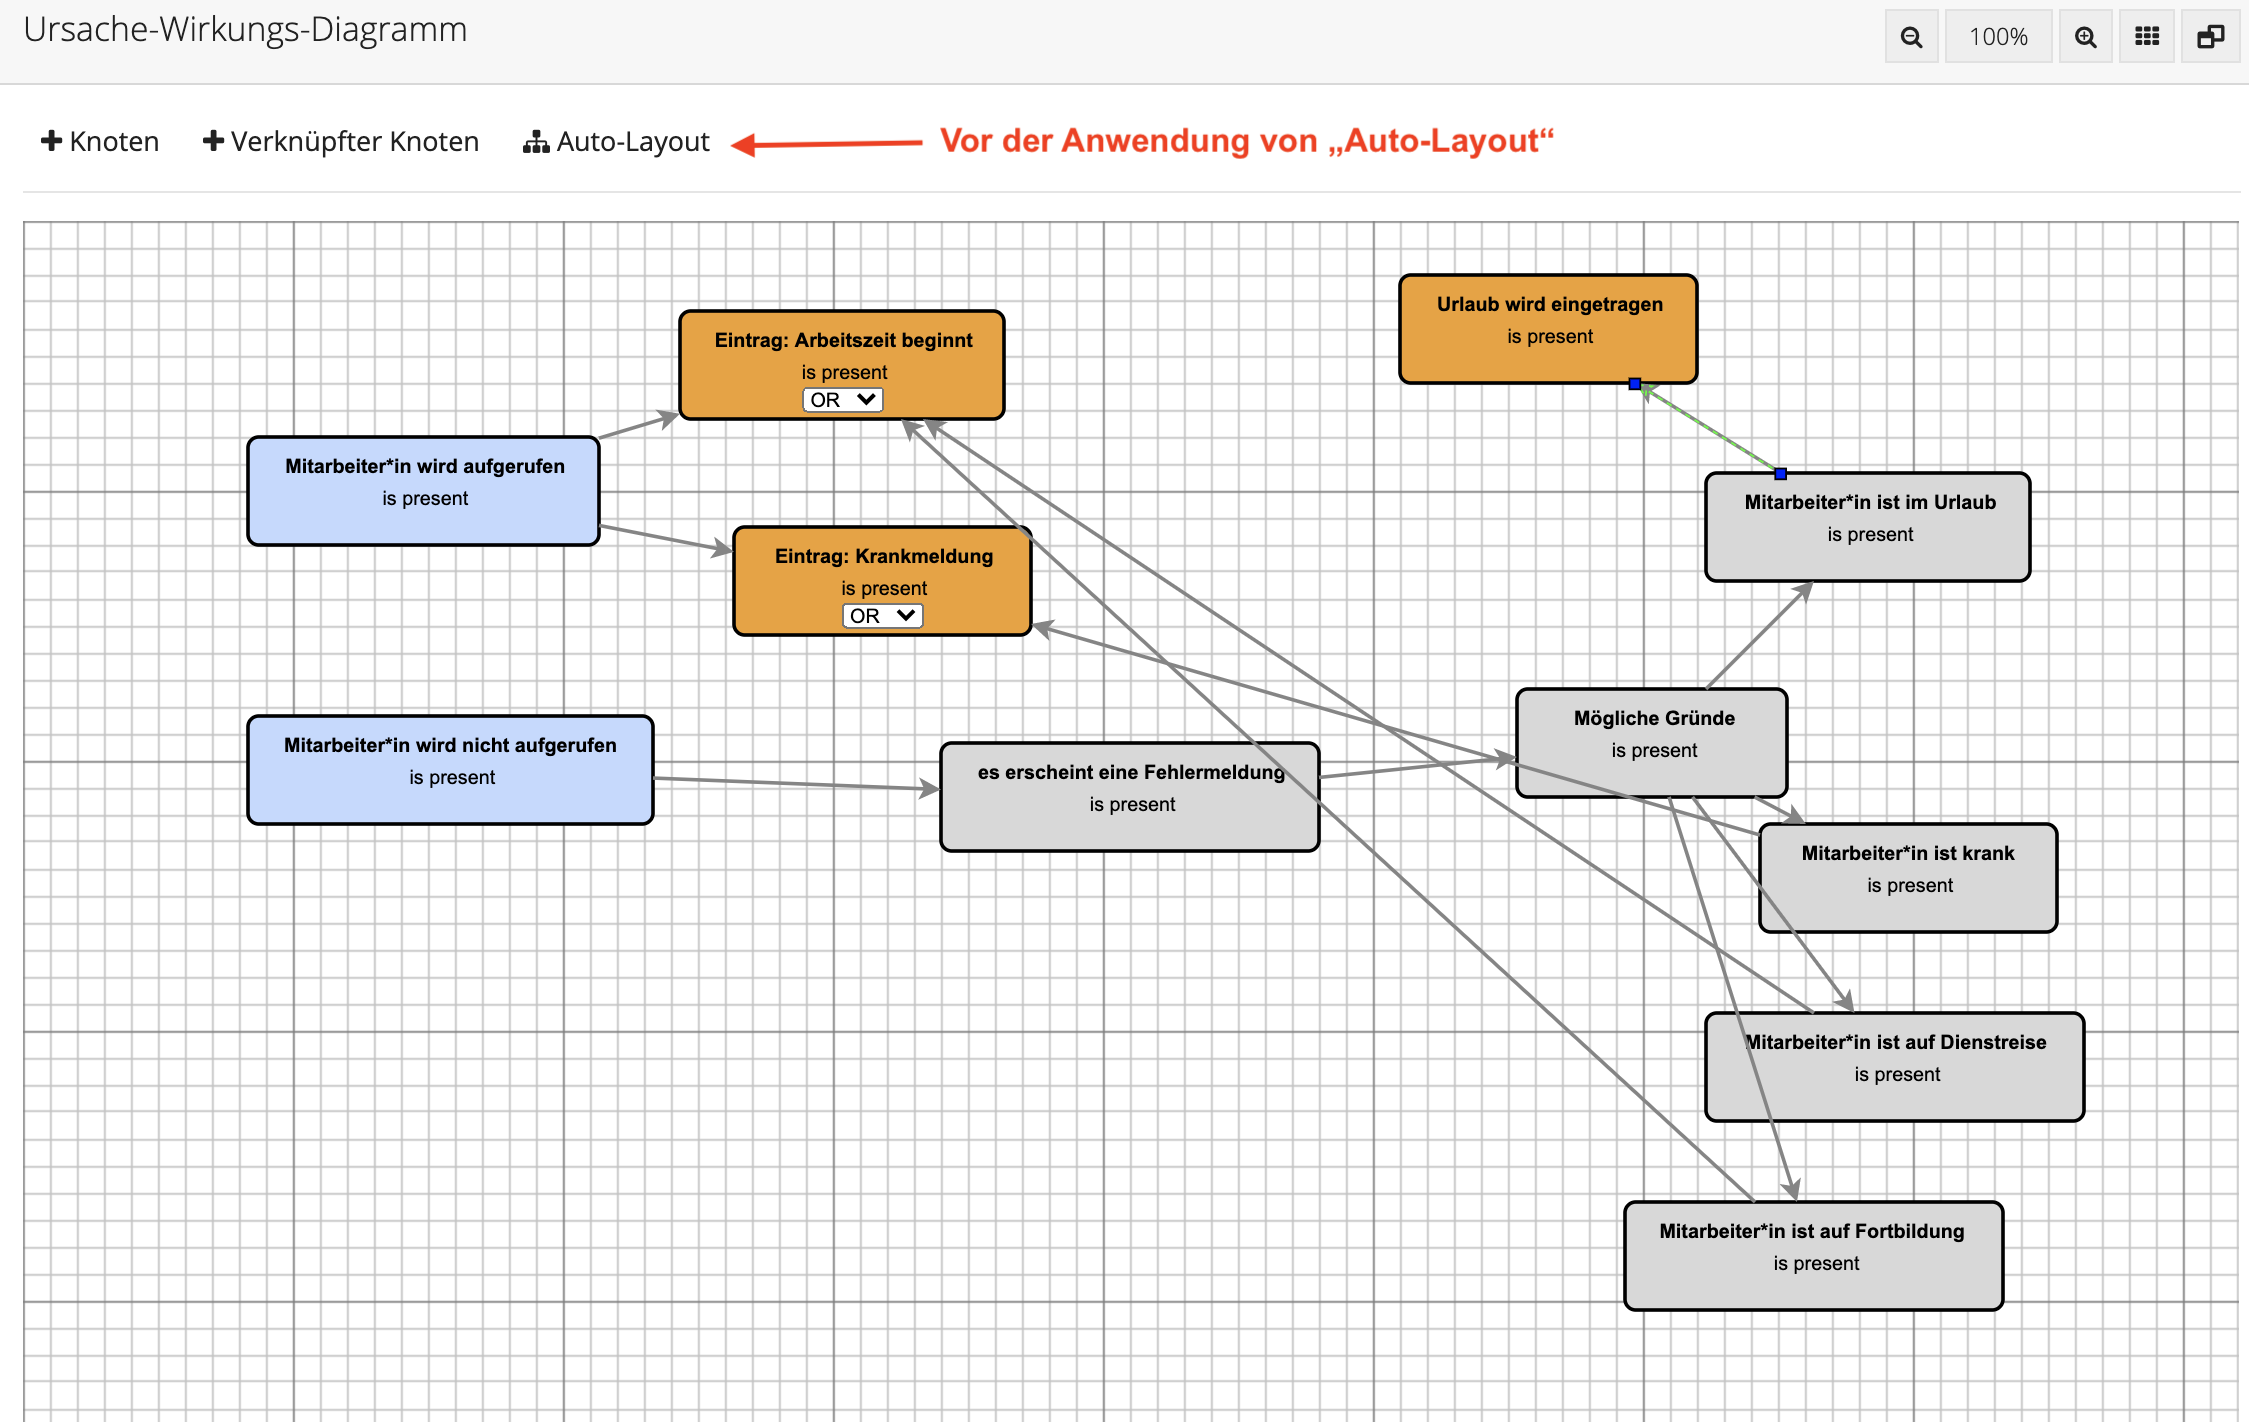 Ursache-Wirkungs-Diagramm
100%
Knoten
Verknüpfter Knoten
Auto-Layout
Vor der Anwendung von „Auto-Layout“
Urlaub wird eingetragen
is present
Eintrag: Arbeitszeit beginnt
is present
OR
Mitarbeiter*in wird aufgerufen
is present
Mitarbeiter*in ist im Urlaub
is present
Eintrag: Krankmeldung
is present
OR
Mögliche Gründe
is present
Mitarbeiter*in wird nicht aufgerufen
is present
es erscheint eine Fehlermeldung
is present
Mitarbeiter*in ist krank
is present
Mitarbeiter*in ist auf Dienstreise
is present
Mitarbeiter*in ist auf Fortbildung
is present